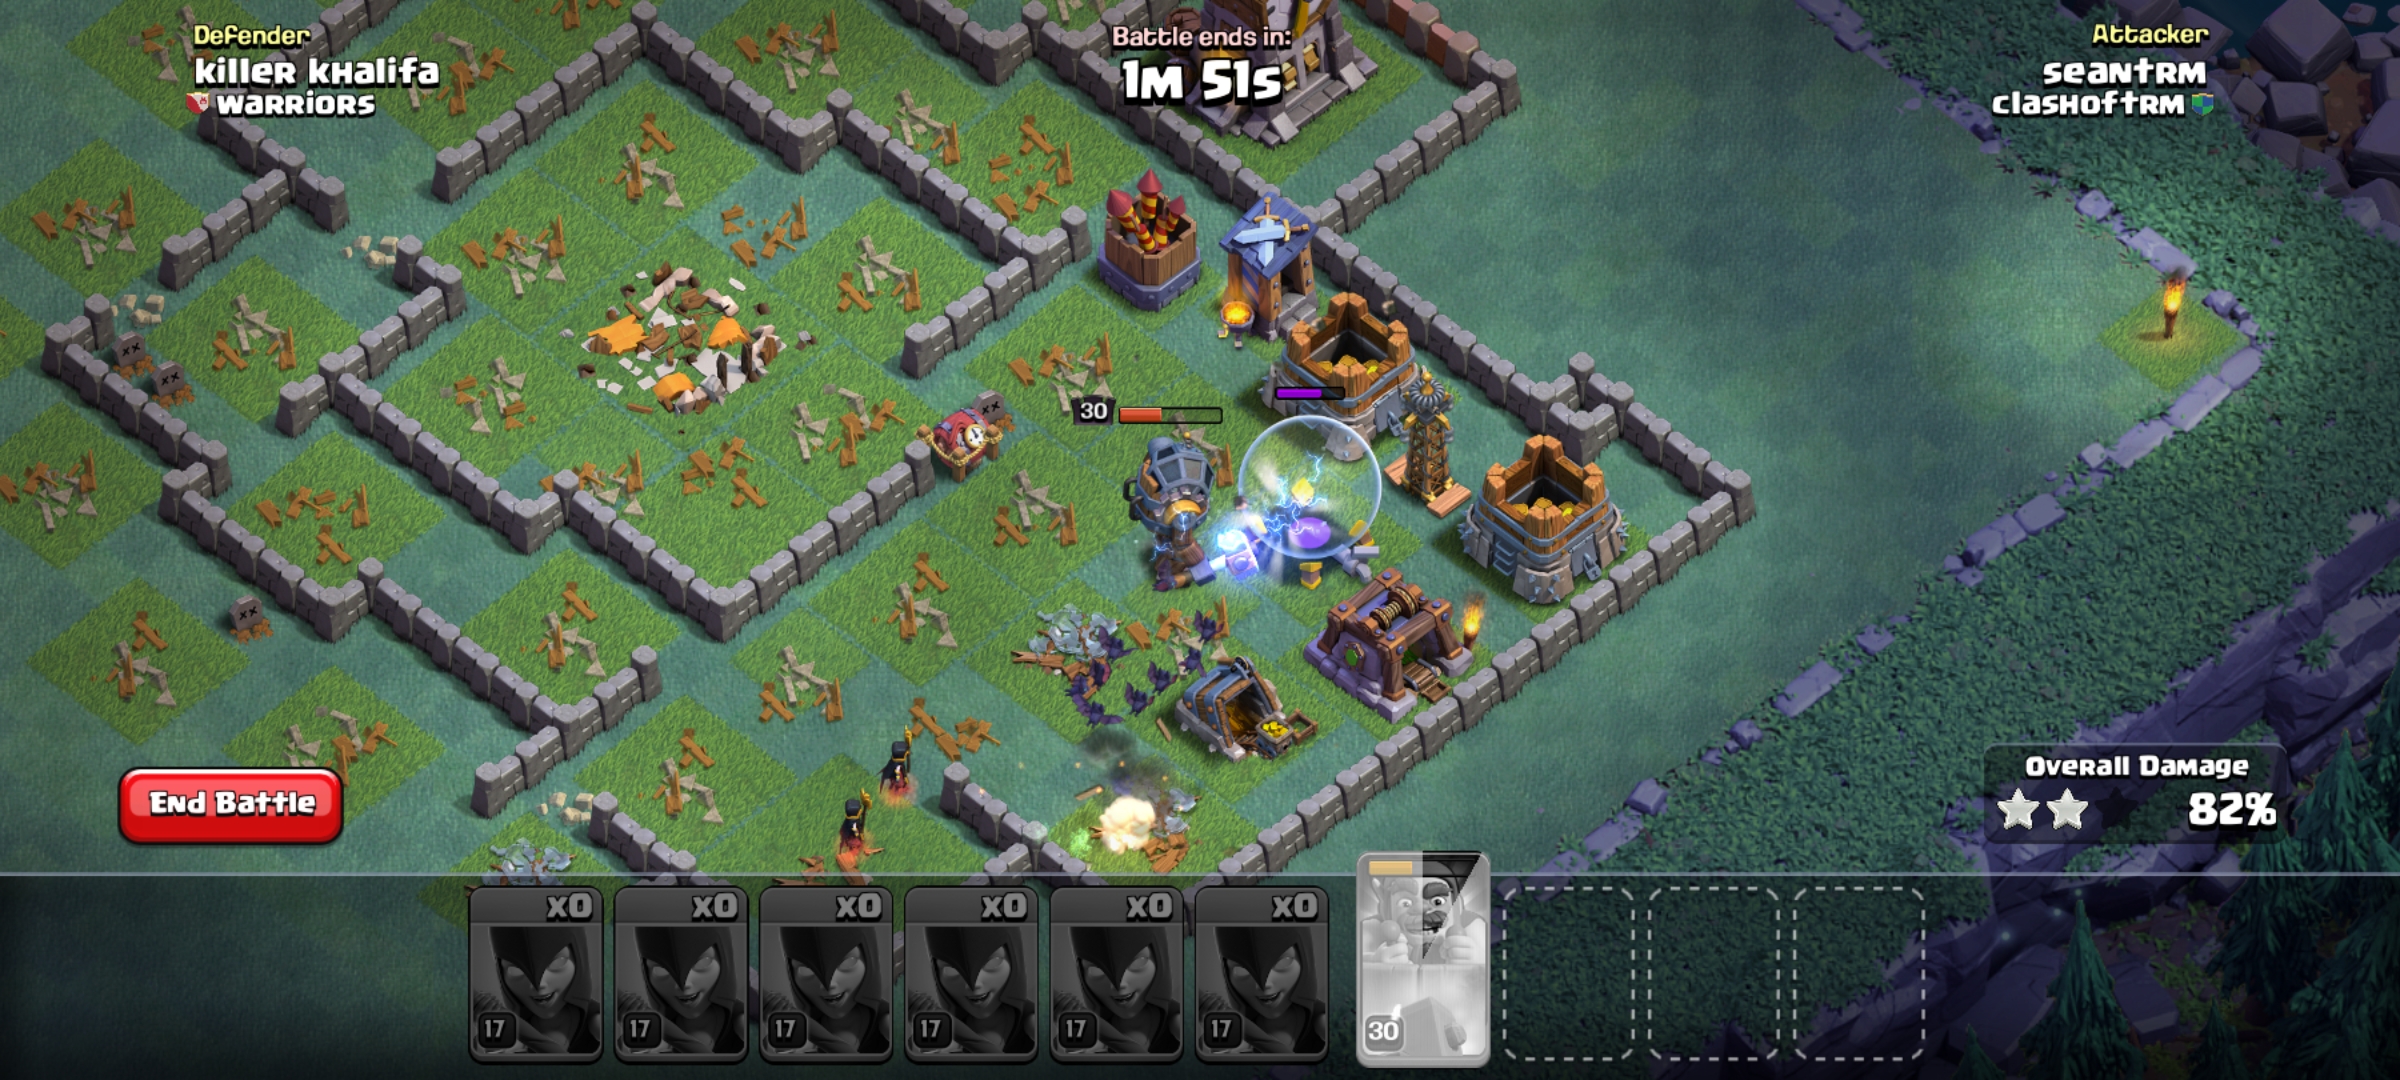 Defender
killer khalifa
WARRIORS
Battle ends in:
1M 51s
Attacker
seantRM
clashoftRM
30
End Battle
Overall Damage
82%
x0 x0 x0 x0 x0 x0
17 17 17 17 17 17 30